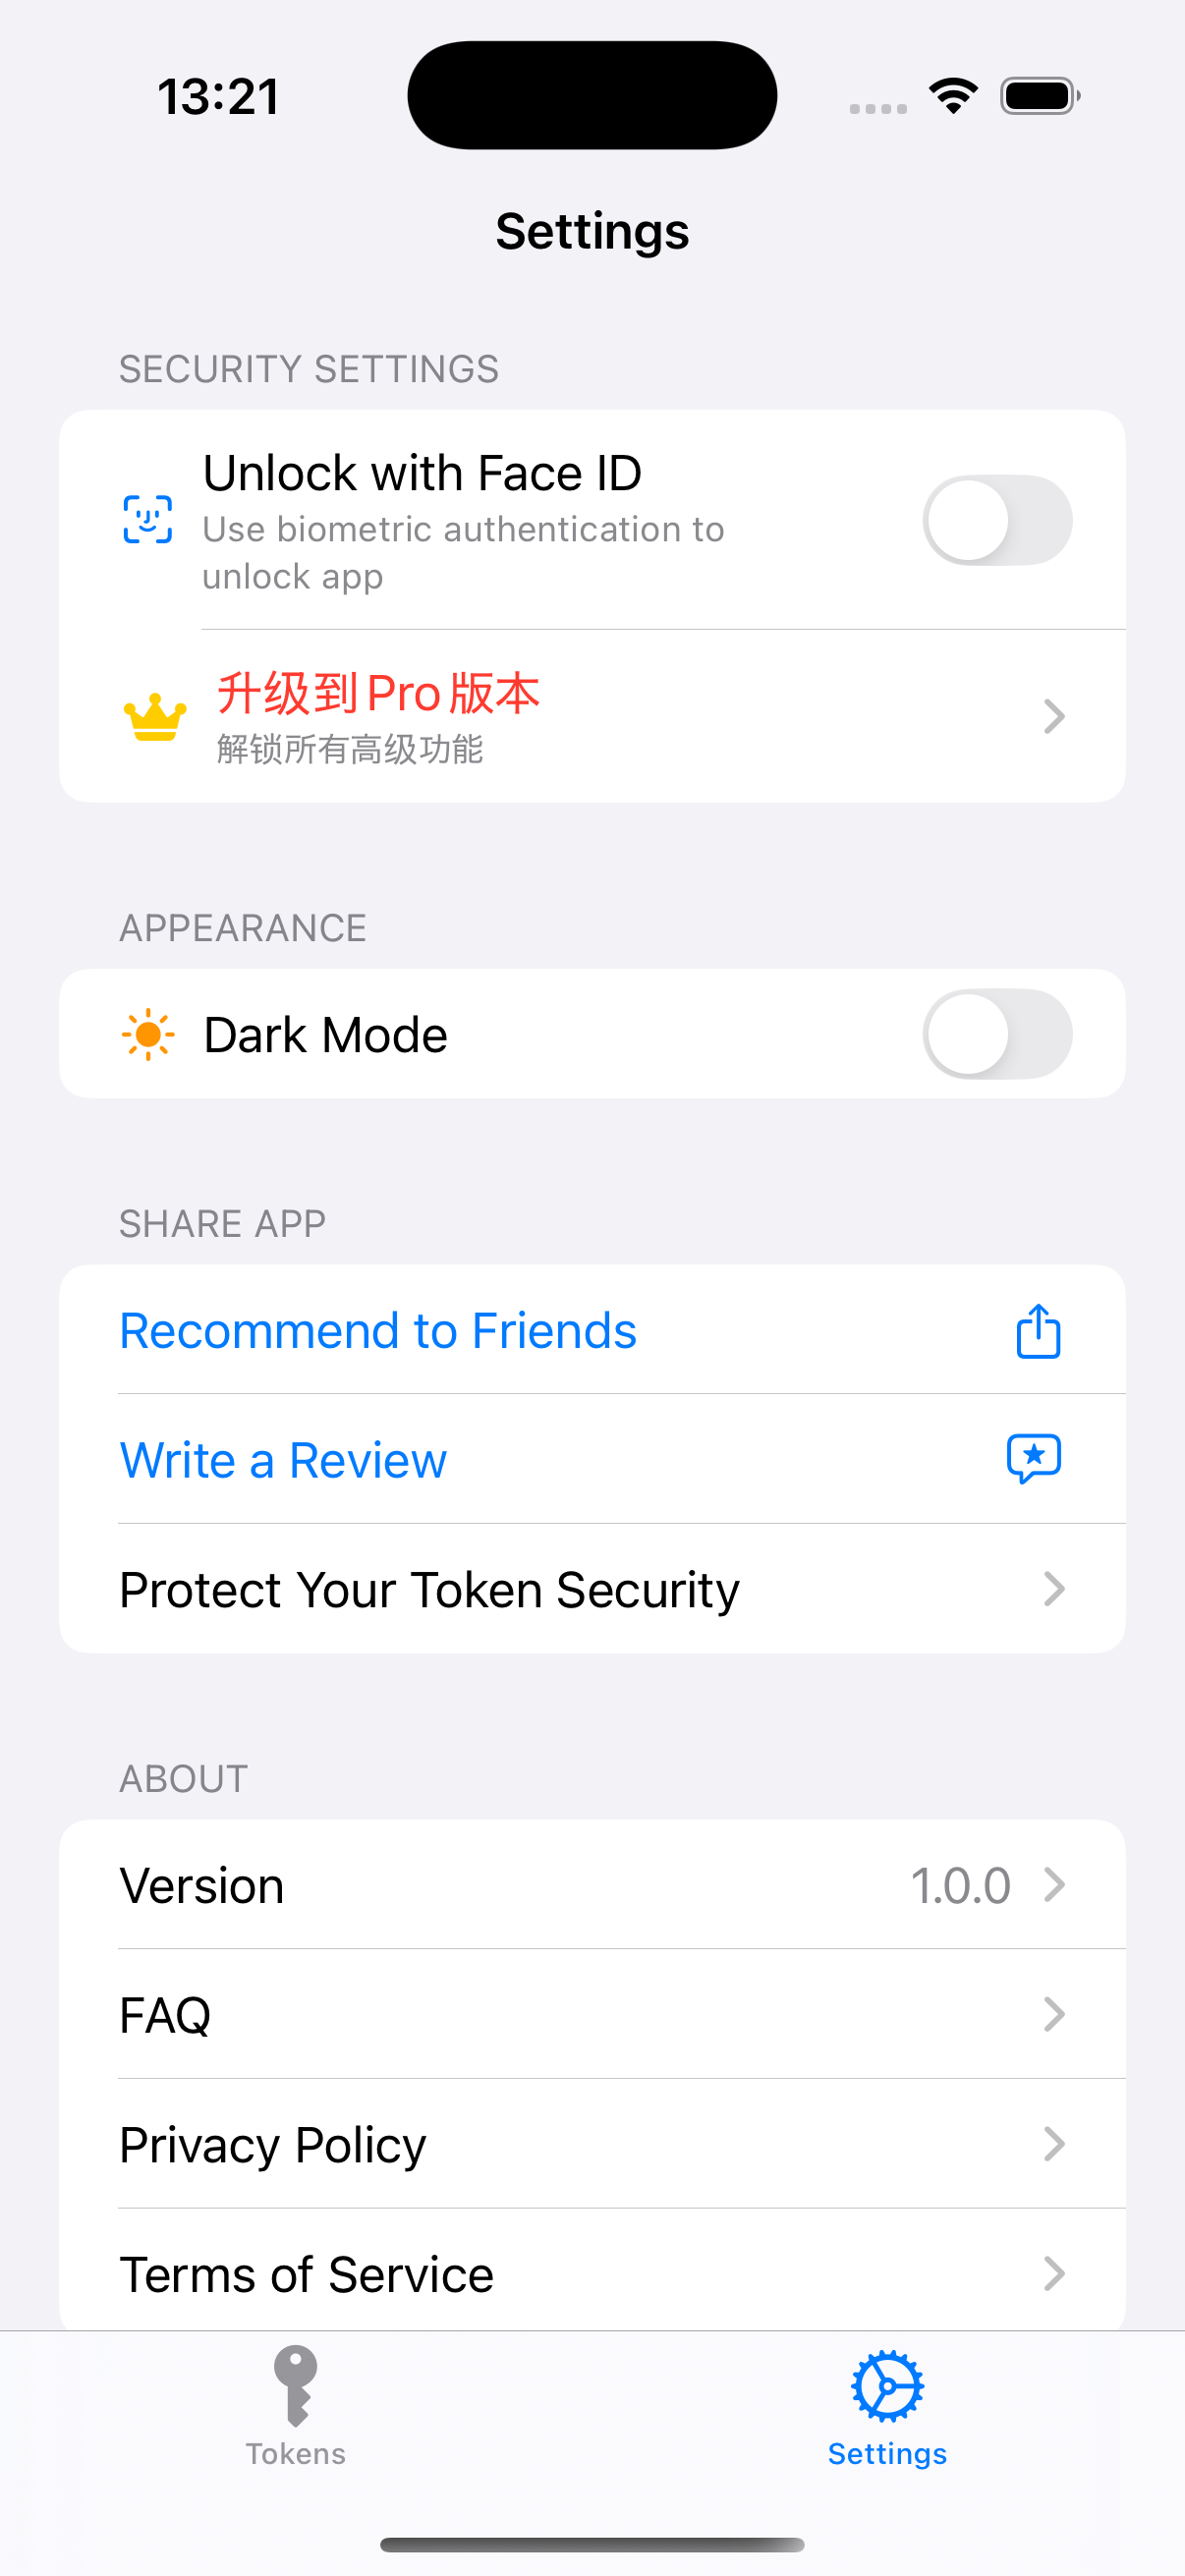 13:21
Settings
SECURITY SETTINGS
Unlock with Face ID
Use biometric authentication to
unlock app
升级到Pro版本
解锁所有高级功能
APPEARANCE
Dark Mode
SHARE APP
Recommend to Friends
Write a Review
Protect Your Token Security
ABOUT
Version 1.0.0
FAQ
Privacy Policy
Terms of Service
Tokens Settings